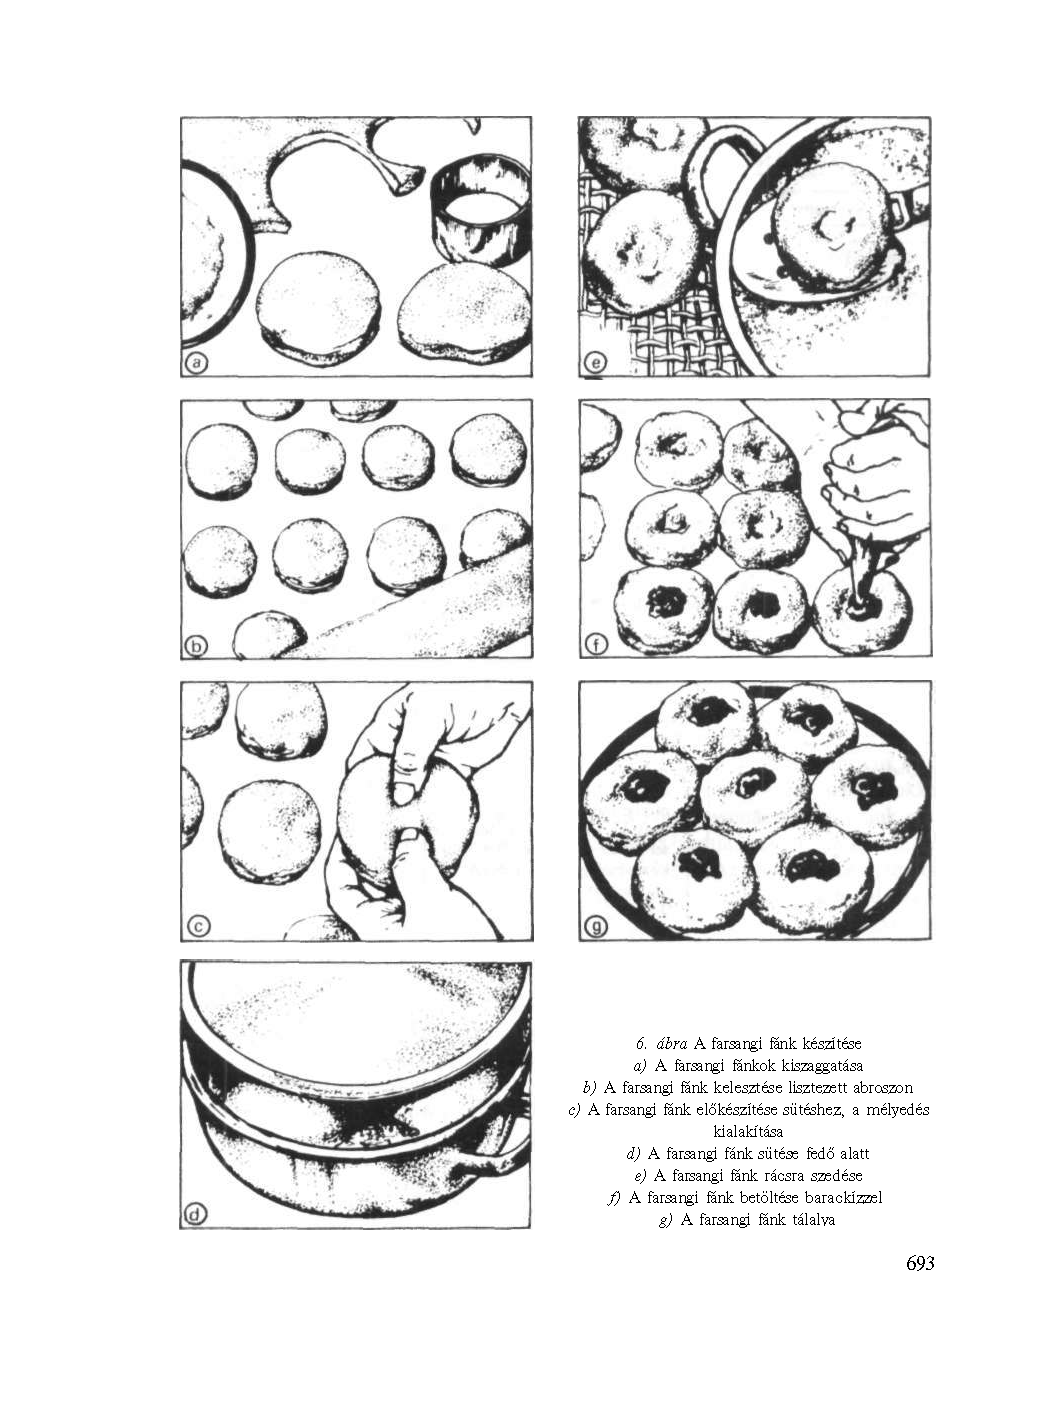 a
e
b
f
c
g
d
6. ábra A farsangi fánk készítése
a) A farsangi fánkok kiszaggatása
b) A farsangi fánk kelesztése lisztezett abroszon
c) A farsangi fánk előkészítése sütéshez, a mélyedés
kialakítása
d) A farsangi fánk sütése fedő alatt
e) A farsangi fánk rácsra szedése
f) A farsangi fánk betöltése barackízzel
g) A farsangi fánk tálalva
693